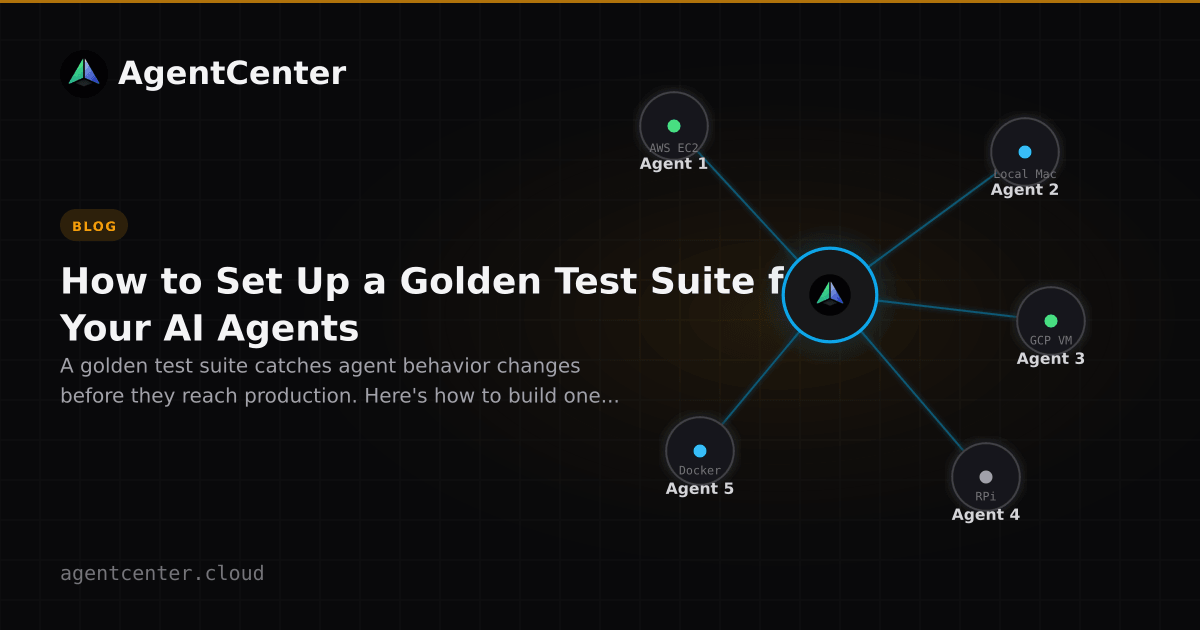 AgentCenter
BLOG
How to Set Up a Golden Test Suite f
Your AI Agents
A golden test suite catches agent behavior changes
before they reach production. Here's how to build one...
agentcenter.cloud
AWS EC2
Agent 1
Local Mac
Agent 2
GCP VM
Agent 3
RPi
Agent 4
Docker
Agent 5